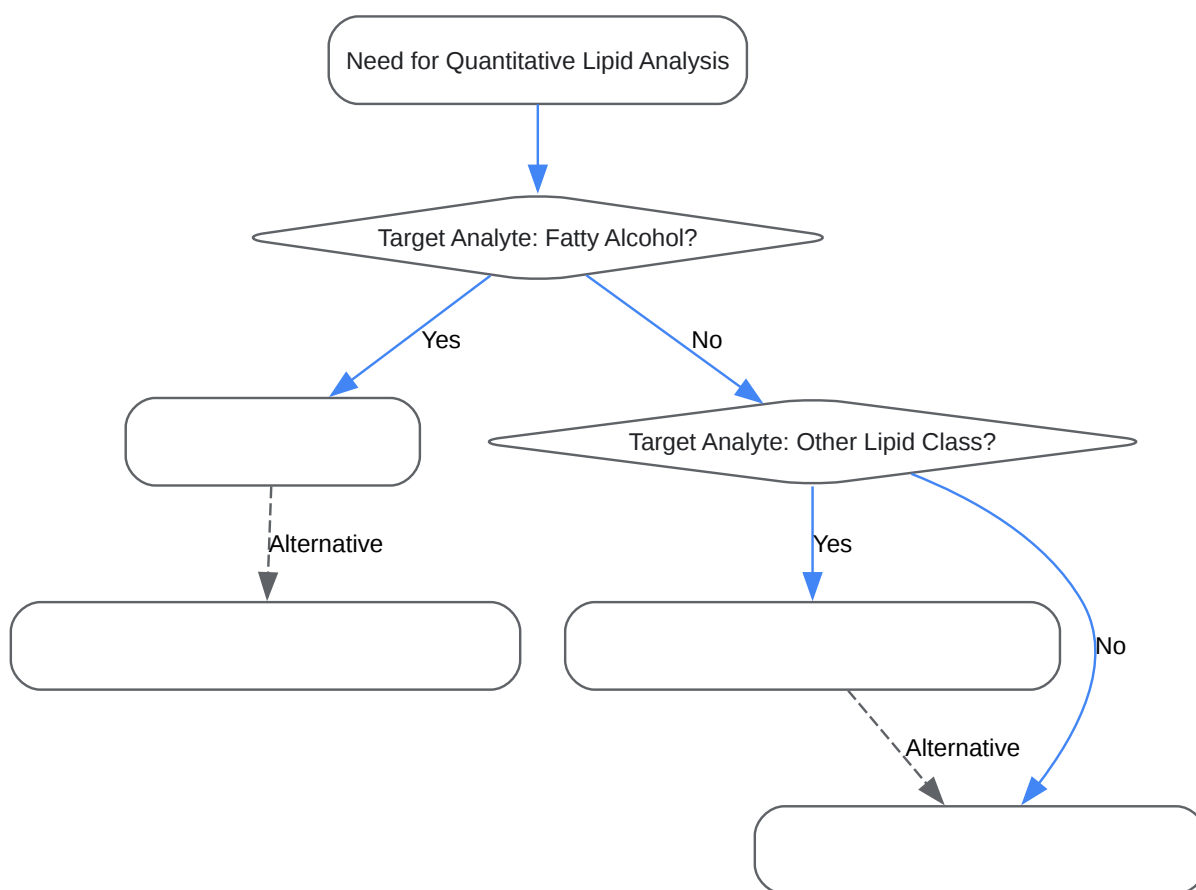 Need for Quantitative Lipid Analysis
Target Analyte: Fatty Alcohol?
Yes
No
Target Analyte: Other Lipid Class?
Alternative
Yes
No
Alternative